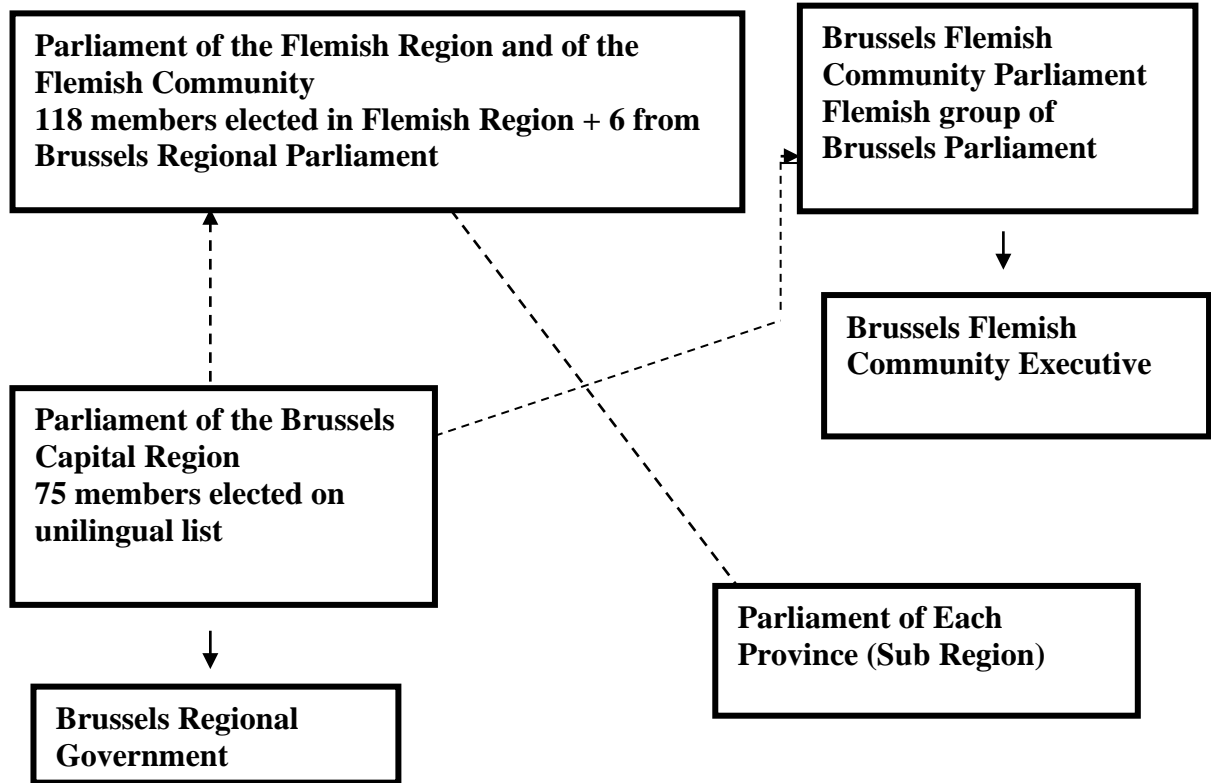 Parliament of the Flemish Region and of the
Flemish Community
118 members elected in Flemish Region + 6 from
Brussels Regional Parliament
Brussels Flemish
Community Parliament
Flemish group of
Brussels Parliament
Brussels Flemish
Community Executive
Parliament of the Brussels
Capital Region
75 members elected on
unilingual list
Parliament of Each
Province (Sub Region)
Brussels Regional
Government